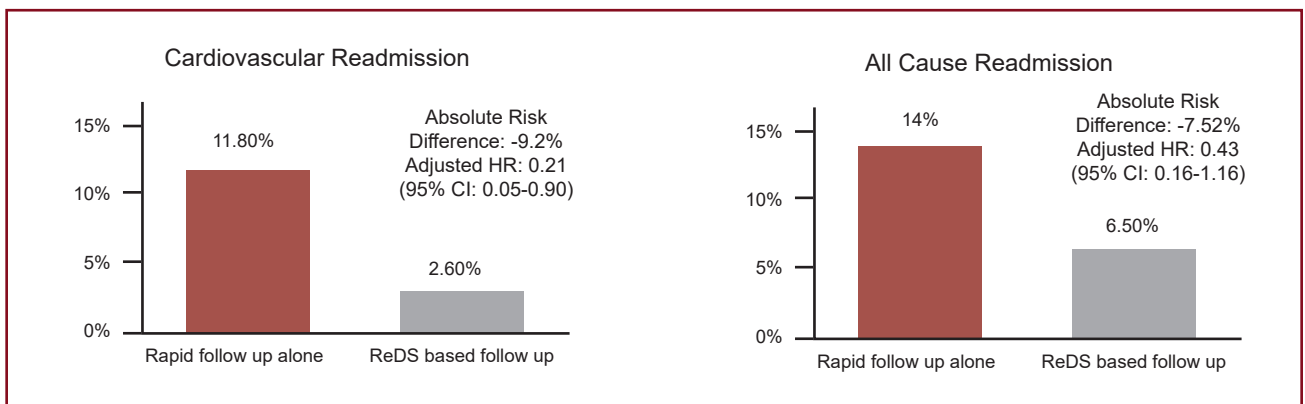 Cardiovascular Readmission
15%
10%
5%
0%
11.80%
2.60%
Absolute Risk
Difference: -9.2%
Adjusted HR: 0.21
(95% CI: 0.05-0.90)
Rapid follow up alone
ReDS based follow up
All Cause Readmission
15%
10%
5%
0%
14%
6.50%
Absolute Risk
Difference: -7.52%
Adjusted HR: 0.43
(95% CI: 0.16-1.16)
Rapid follow up alone
ReDS based follow up